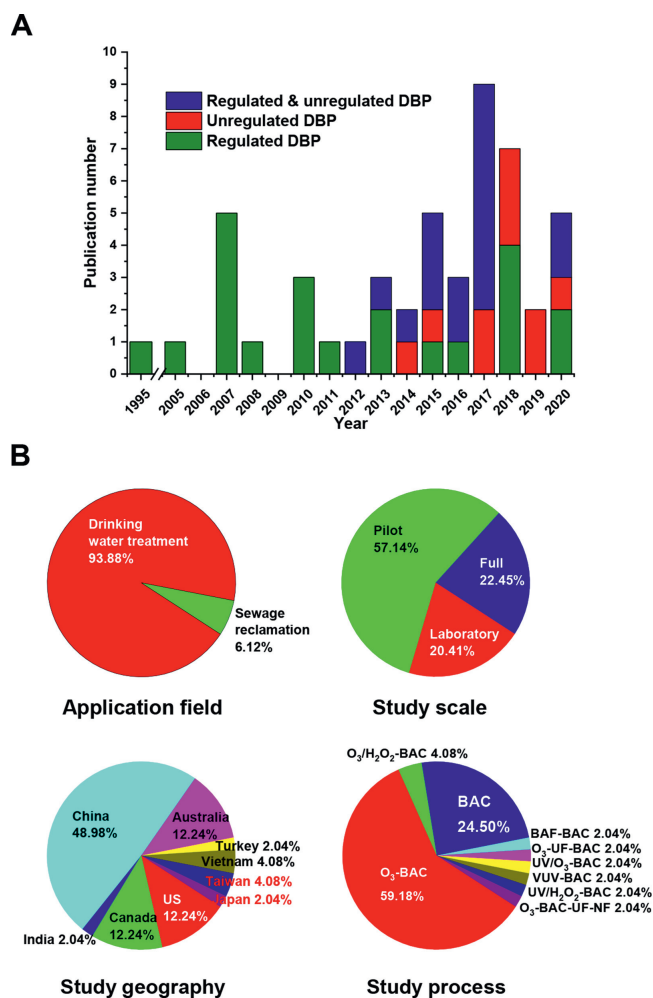 A
Publication number
10
9
8
7
6
5
4
3
2
1
0
Regulated & unregulated DBP
Unregulated DBP
Regulated DBP
1995
2005
2006
2007
2008
2009
2010
2011
2012
2013
2014
2015
2016
2017
2018
2019
2020
Year
B
Drinking
water treatment
93.88%
Sewage
reclamation
6.12%
Application field
Pilot
57.14%
Full
22.45%
Laboratory
20.41%
Study scale
China
48.98%
Australia
12.24%
Turkey 2.04%
Vietnam 4.08%
Taiwan 4.08%
Japan 2.04%
US
12.24%
Canada
12.24%
India 2.04%
Study geography
O₃/H₂O₂-BAC 4.08%
BAC
24.50%
BAF-BAC 2.04%
O₃-UF-BAC 2.04%
UV/O₃-BAC 2.04%
VUV-BAC 2.04%
UV/H₂O₂-BAC 2.04%
O₃-BAC-UF-NF 2.04%
O₃-BAC
59.18%
Study process